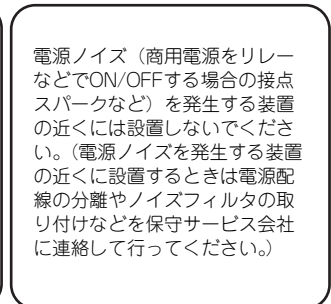 電源ノイズ（商用電源をリレー
などでON/OFFする場合の接点
スパークなど）を発生する装置
の近くには設置しないでくださ
い。（電源ノイズを発生する装置
の近くに設置するときは電源配
線の分離やノイズフィルタの取
り付けなどを保守サービス会社
に連絡して行ってください。）